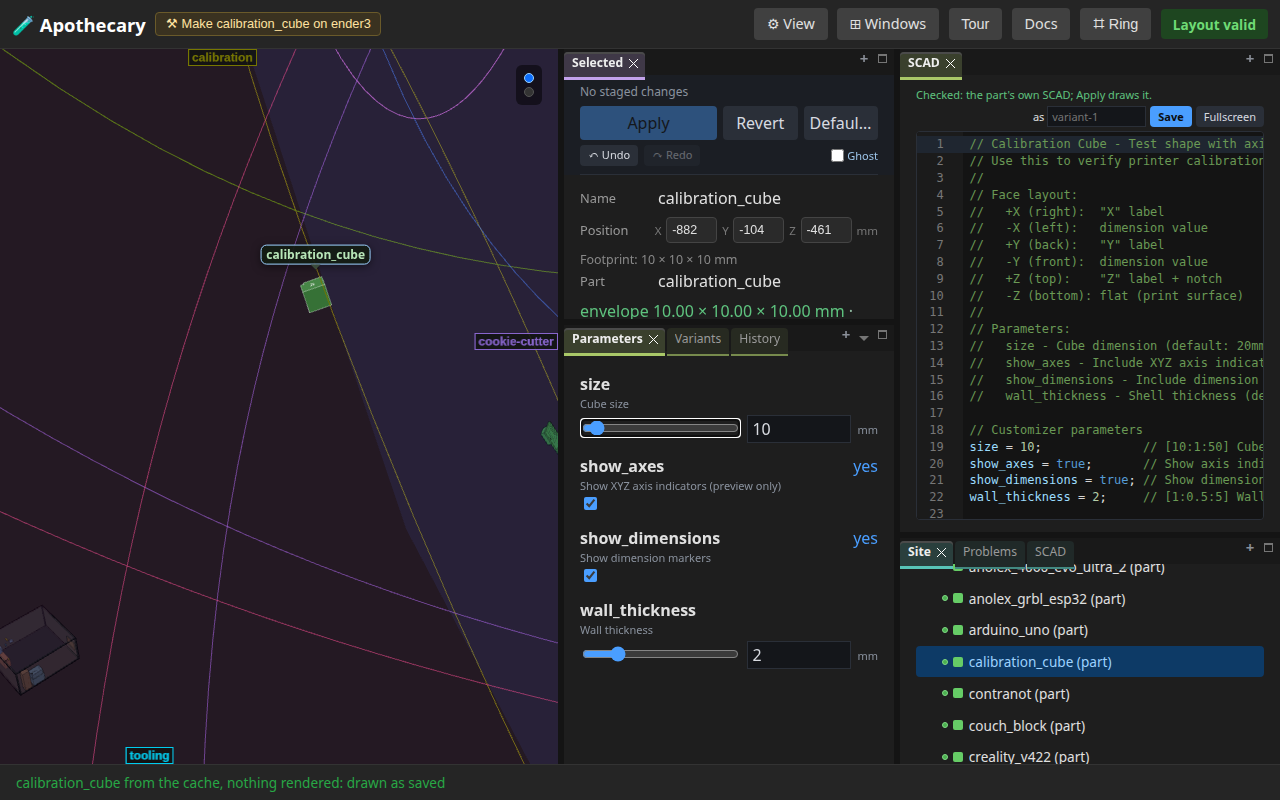 🧪 Apothecary
⚒ Make calibration_cube on ender3
⚙ View
⊞ Windows
Tour
Docs
⌗ Ring
Layout valid
calibration
calibration_cube
cookie-cutter
tooling
Selected
No staged changes
Apply
Revert
Defaul...
↶ Undo
↷ Redo
Ghost
Name calibration_cube
Position X -882 Y -104 Z -461 mm
Footprint: 10 × 10 × 10 mm
Part calibration_cube
envelope 10.00 × 10.00 × 10.00 mm ·
Parameters
Variants
History
size
Cube size
10 mm
show_axes yes
Show XYZ axis indicators (preview only)
show_dimensions yes
Show dimension markers
wall_thickness
Wall thickness
2 mm
SCAD
Checked: the part's own SCAD; Apply draws it.
as variant-1 Save Fullscreen
1 // Calibration Cube - Test shape with axi
2 // Use this to verify printer calibration
3 //
4 // Face layout:
5 //   +X (right):  "X" label
6 //   -X (left):   dimension value
7 //   +Y (back):   "Y" label
8 //   -Y (front):  dimension value
9 //   +Z (top):    "Z" label + notch
10 //   -Z (bottom): flat (print surface)
11 //
12 // Parameters:
13 //   size - Cube dimension (default: 20mm
14 //   show_axes - Include XYZ axis indicat
15 //   show_dimensions - Include dimension
16 //   wall_thickness - Shell thickness (de
17
18 // Customizer parameters
19 size = 10;              // [10:1:50] Cube
20 show_axes = true;       // Show axis indi
21 show_dimensions = true; // Show dimension
22 wall_thickness = 2;     // [1:0.5:5] Wall
23
Site
Problems
SCAD
anolex_4060_evo_ultra_2 (part)
anolex_grbl_esp32 (part)
arduino_uno (part)
calibration_cube (part)
contranot (part)
couch_block (part)
creality_v422 (part)
calibration_cube from the cache, nothing rendered: drawn as saved